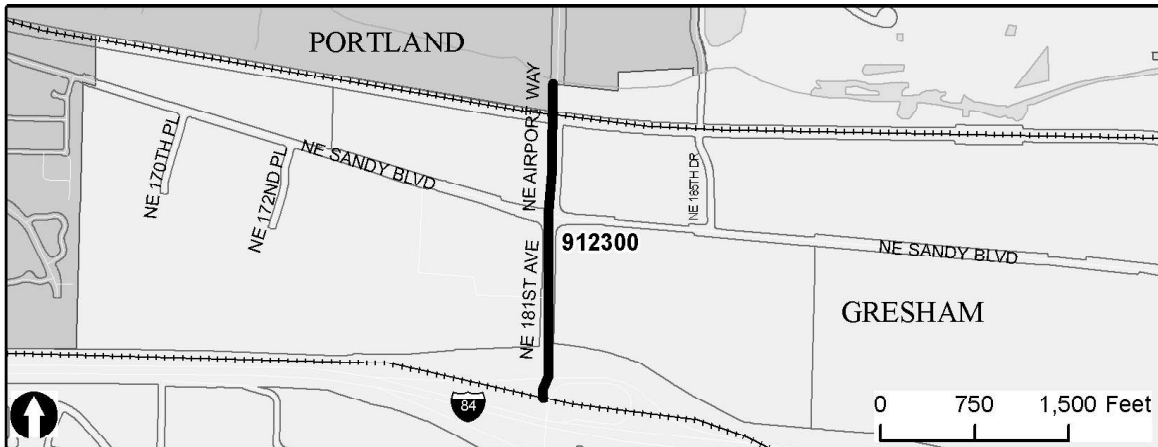 PORTLAND
NE AIRPORT WAY
NE 170TH PL
NE 172ND PL
NE SANDY BLVD
NE 185TH DR
912300
NE 181ST AVE
NE SANDY BLVD
GRESHAM
84
0 750 1,500 Feet